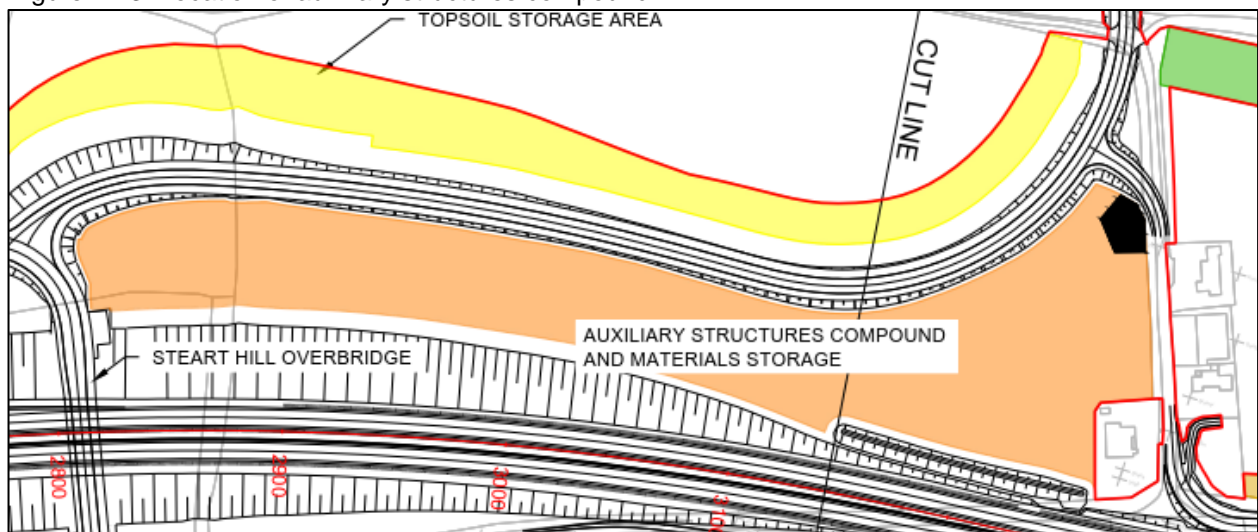 TOPSOIL STORAGE AREA
CUT LINE
AUXILIARY STRUCTURES COMPOUND
AND MATERIALS STORAGE
STEART HILL OVERBRIDGE
2800
2900
3000